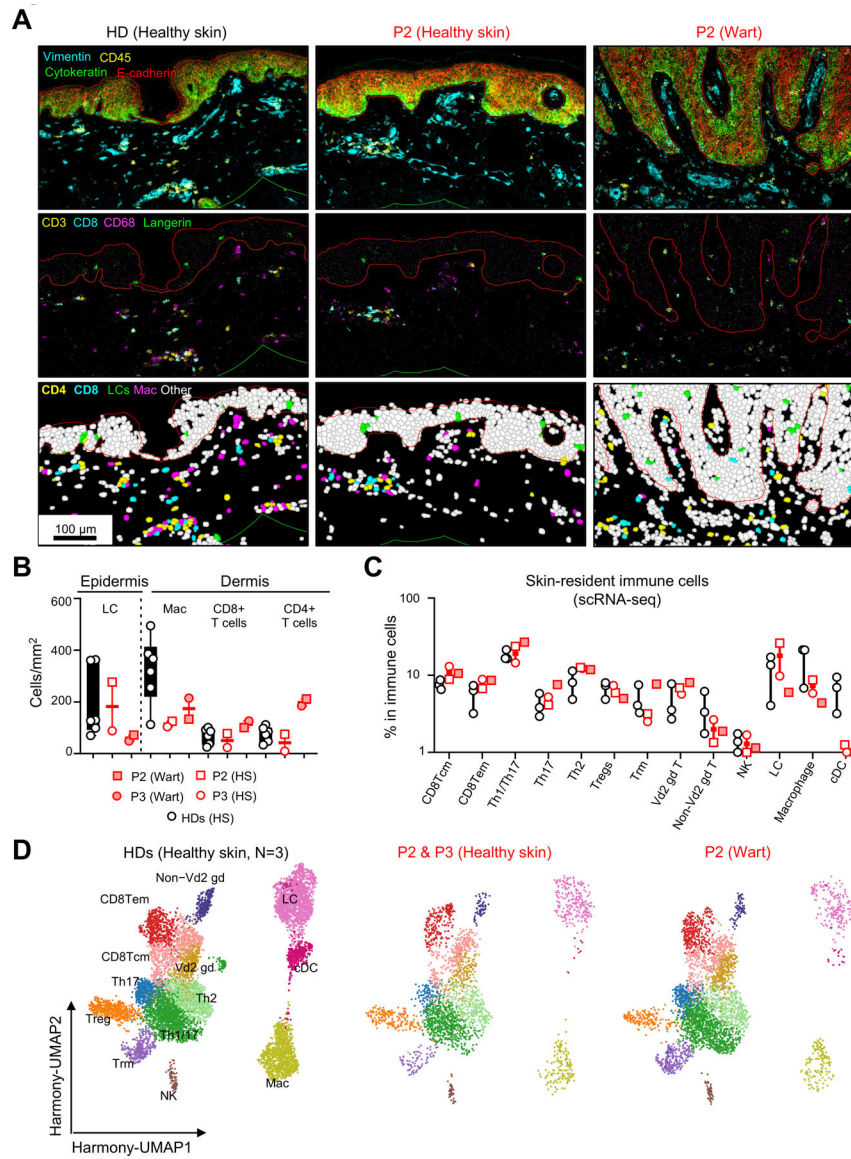 A
HD (Healthy skin)
P2 (Healthy skin)
P2 (Wart)
Vimentin CD45
Cytokeratin E-cadherin
CD3 CD8 CD68 Langerin
CD4 CD8 LCs Mac Other
100 μm
B
Epidermis
Dermis
LC
Mac
CD8+
T cells
CD4+
T cells
Cells/mm²
600
400
200
0
P2 (Wart)
P2 (HS)
P3 (Wart)
P3 (HS)
HDs (HS)
C
Skin-resident immune cells
(scRNA-seq)
% in immune cells
100
10
1
CD8Tcm
CD8Tem
Th1/Th17
Th17
Th2
Tregs
Trm
Vd2 gd T
Non-Vd2 gd T
NK
LC
Macrophage
cDC
D
HDs (Healthy skin, N=3)
P2 & P3 (Healthy skin)
P2 (Wart)
Non-Vd2 gd
CD8Tem
LC
CD8Tcm
Vd2 gd
cDC
Th17
Th2
Treg
Th1/17
Trm
NK
Mac
Harmony-UMAP2
Harmony-UMAP1